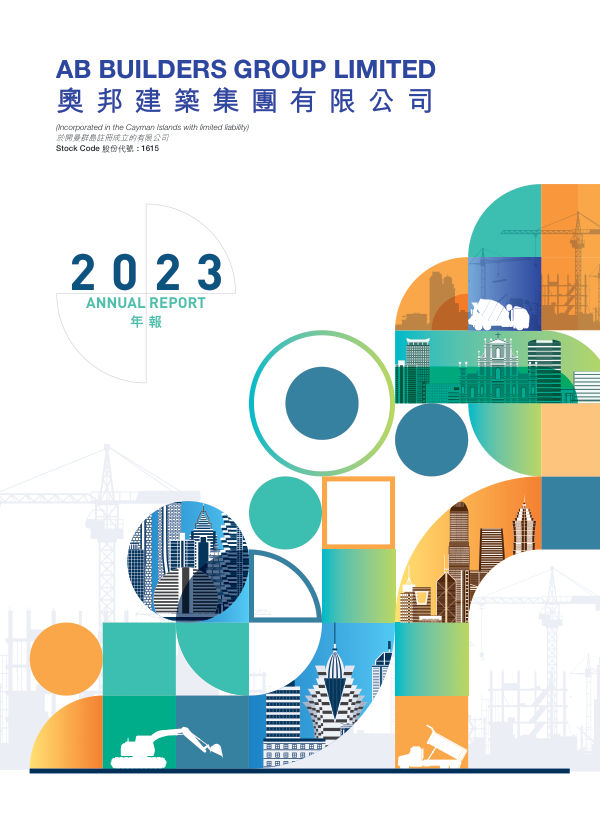 AB BUILDERS GROUP LIMITED
奧邦建築集團有限公司
(Incorporated in the Cayman Islands with limited liability)
於開曼群島註冊成立的有限公司
Stock Code 股份代號 : 1615
2023
ANNUAL REPORT
年報